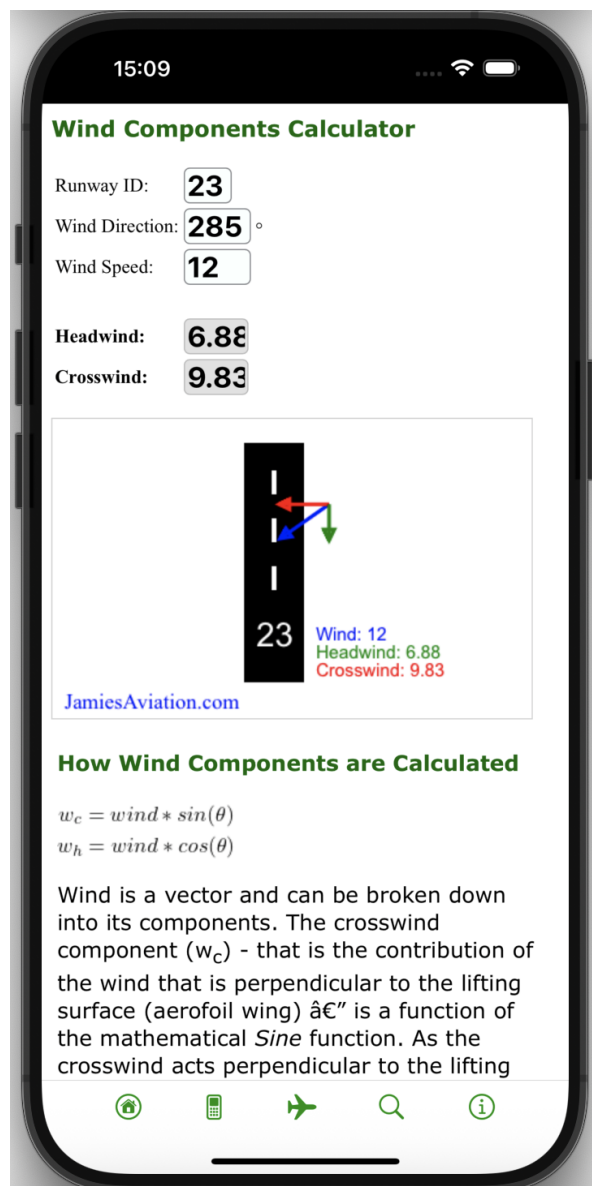 15:09
Wind Components Calculator
Runway ID: 23
Wind Direction: 285 °
Wind Speed: 12
Headwind: 6.88
Crosswind: 9.83
23
Wind: 12
Headwind: 6.88
Crosswind: 9.83
JamiesAviation.com
How Wind Components are Calculated
w_c = wind * sin(θ)
w_h = wind * cos(θ)
Wind is a vector and can be broken down
into its components. The crosswind
component (w_c) - that is the contribution of
the wind that is perpendicular to the lifting
surface (aerofoil wing) â€” is a function of
the mathematical Sine function. As the
crosswind acts perpendicular to the lifting